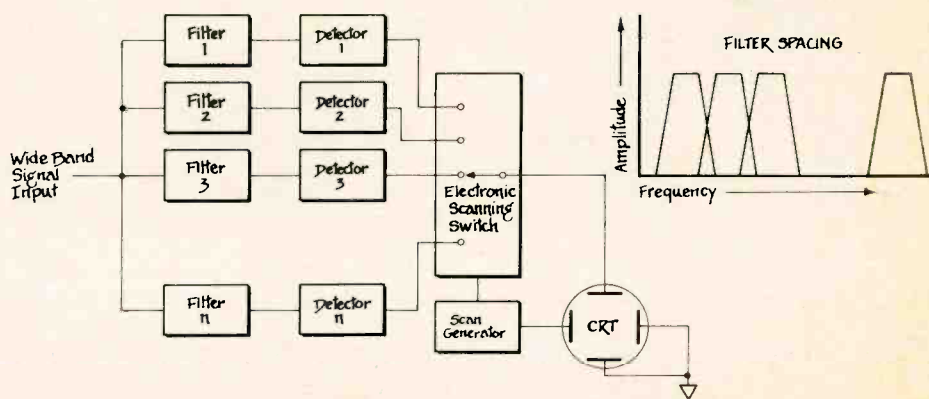 Filter
1
Detector
1
FILTER SPACING
Amplitude
Frequency
Filter
2
Detector
2
Wide Band
Signal
Input
Filter
3
Detector
3
Electronic
Scanning
Switch
Filter
n
Detector
n
Scan
Generator
CRT